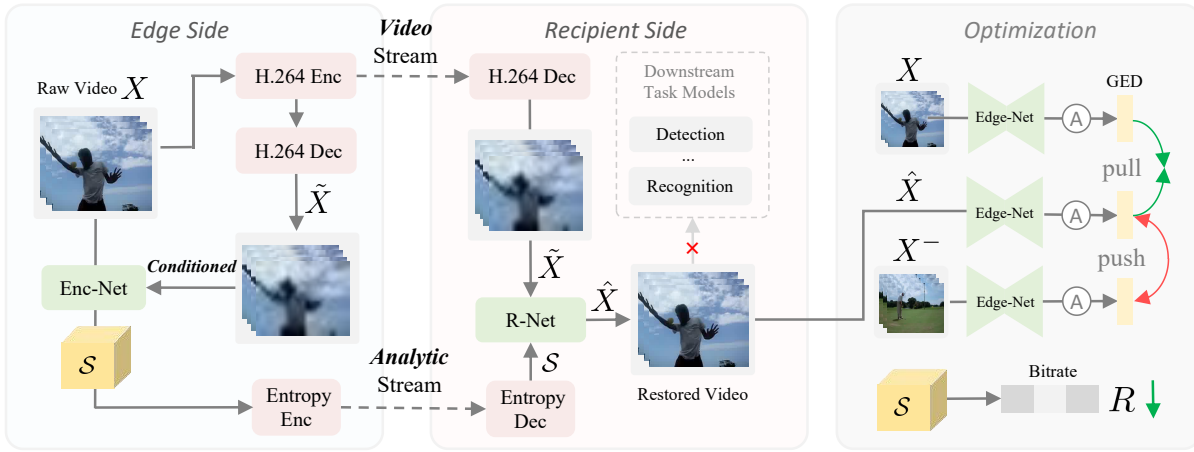 Edge Side
Raw Video X
H.264 Enc
H.264 Dec
X̃
Conditioned
Enc-Net
S
Entropy
Enc
Video
Stream
Analytic
Stream
Recipient Side
H.264 Dec
X̃
R-Net
S
Entropy
Dec
X̂
Downstream
Task Models
Detection
...
Recognition
Restored Video
Optimization
X
Edge-Net
A
GED
pull
X̂
Edge-Net
A
push
X⁻
Edge-Net
A
S
Bitrate
R